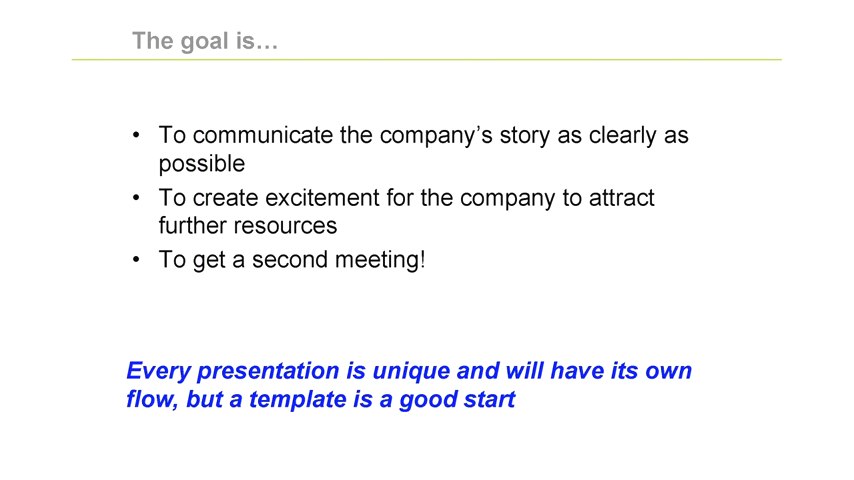 The goal is…
• To communicate the company’s story as clearly as
possible
• To create excitement for the company to attract
further resources
• To get a second meeting!
Every presentation is unique and will have its own
flow, but a template is a good start